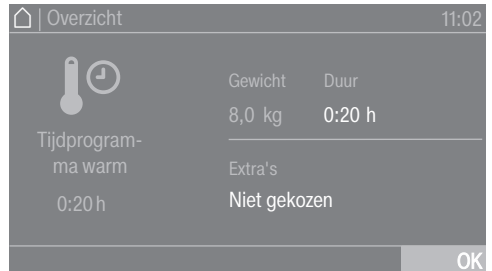 | Overzicht 11:02
Tijdprogram-
ma warm
0:20 h
Gewicht Duur
8,0 kg 0:20 h
Extra's
Niet gekozen
OK